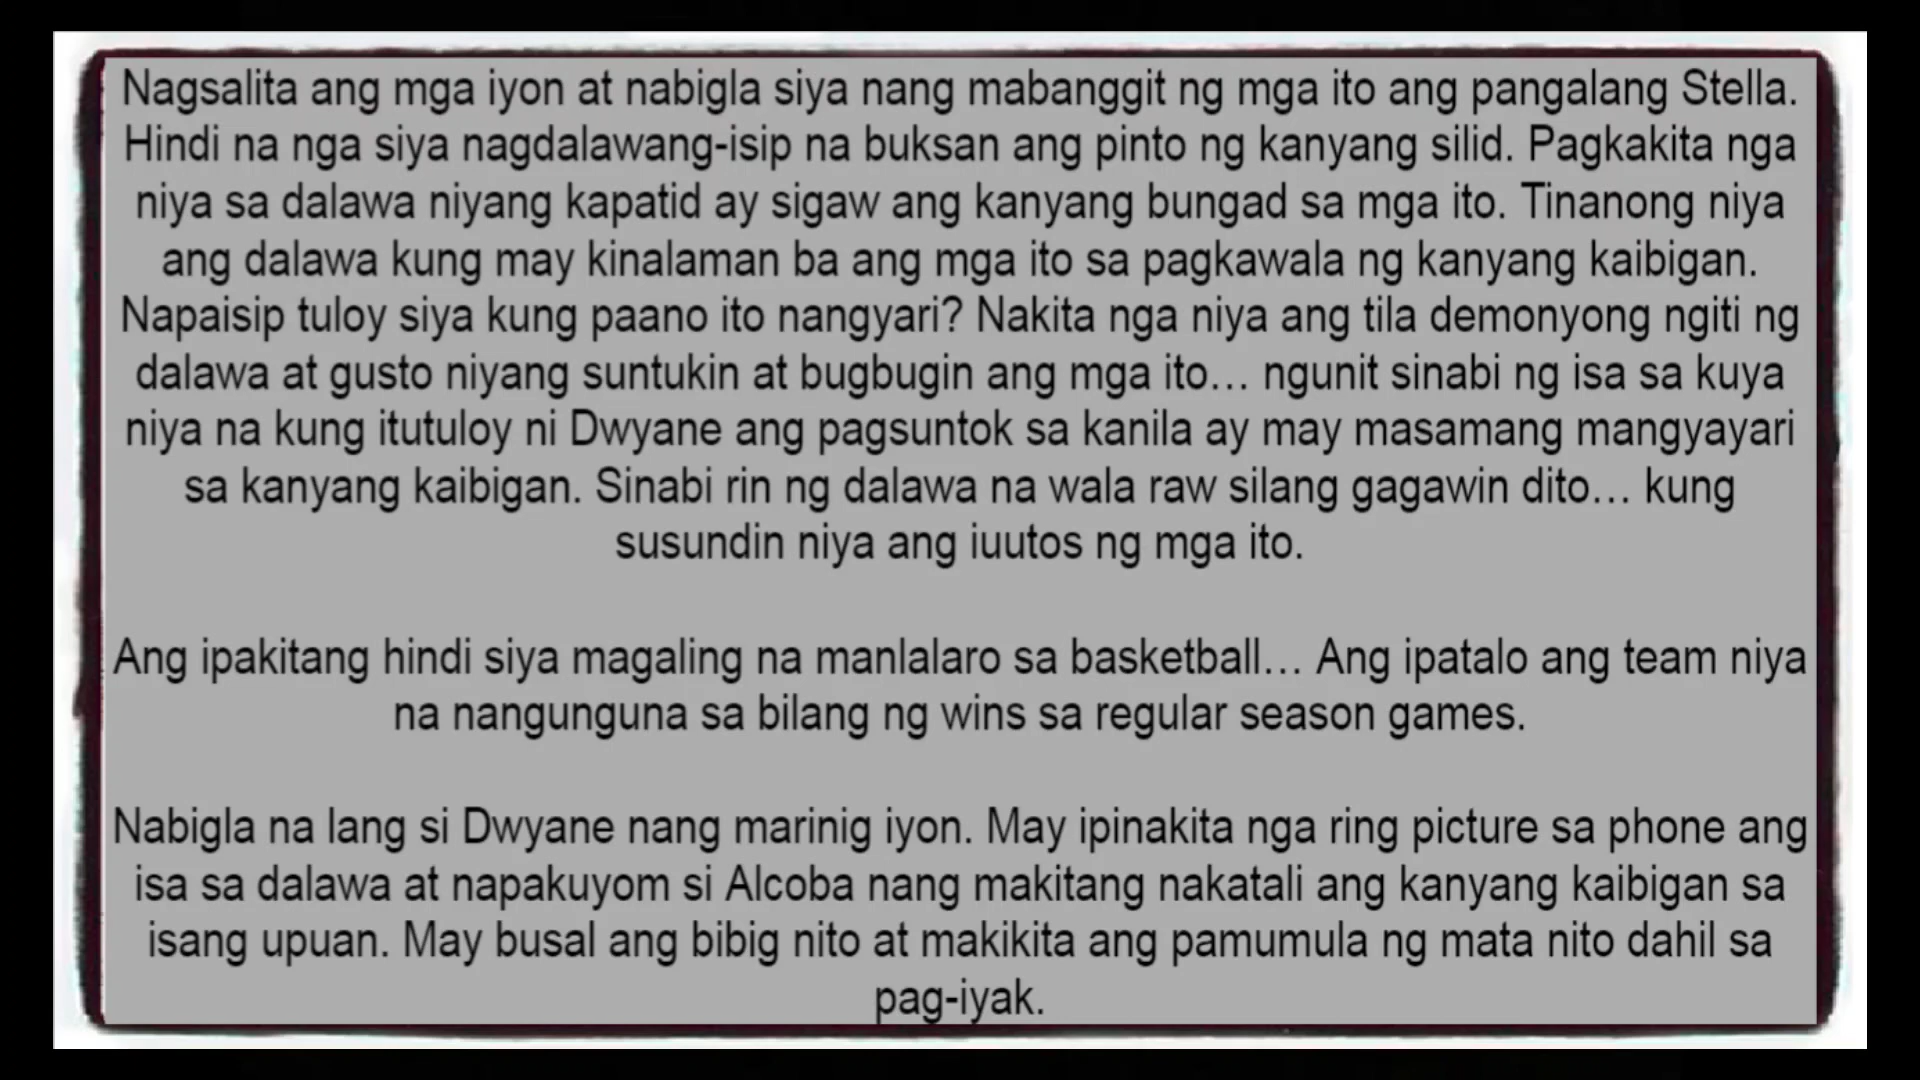 Nagsalita ang mga iyon at nabigla siya nang mabanggit ng mga ito ang pangalang Stella.
Hindi na nga siya nagdalawang-isip na buksan ang pinto ng kanyang silid. Pagkakita nga
niya sa dalawa niyang kapatid ay sigaw ang kanyang bungad sa mga ito. Tinanong niya
ang dalawa kung may kinalaman ba ang mga ito sa pagkawala ng kanyang kaibigan.
Napaisip tuloy siya kung paano ito nangyari? Nakita nga niya ang tila demonyong ngiti ng
dalawa at gusto niyang suntukin at bugbugin ang mga ito… ngunit sinabi ng isa sa kuya
niya na kung itutuloy ni Dwyane ang pagsuntok sa kanila ay may masamang mangyayari
sa kanyang kaibigan. Sinabi rin ng dalawa na wala raw silang gagawin dito… kung
susundin niya ang iuutos ng mga ito.
Ang ipakitang hindi siya magaling na manlalaro sa basketball… Ang ipatalo ang team niya
na nangunguna sa bilang ng wins sa regular season games.
Nabigla na lang si Dwyane nang marinig iyon. May ipinakita nga ring picture sa phone ang
isa sa dalawa at napakuyom si Alcoba nang makitang nakatali ang kanyang kaibigan sa
isang upuan. May busal ang bibig nito at makikita ang pamumula ng mata nito dahil sa
pag-iyak.